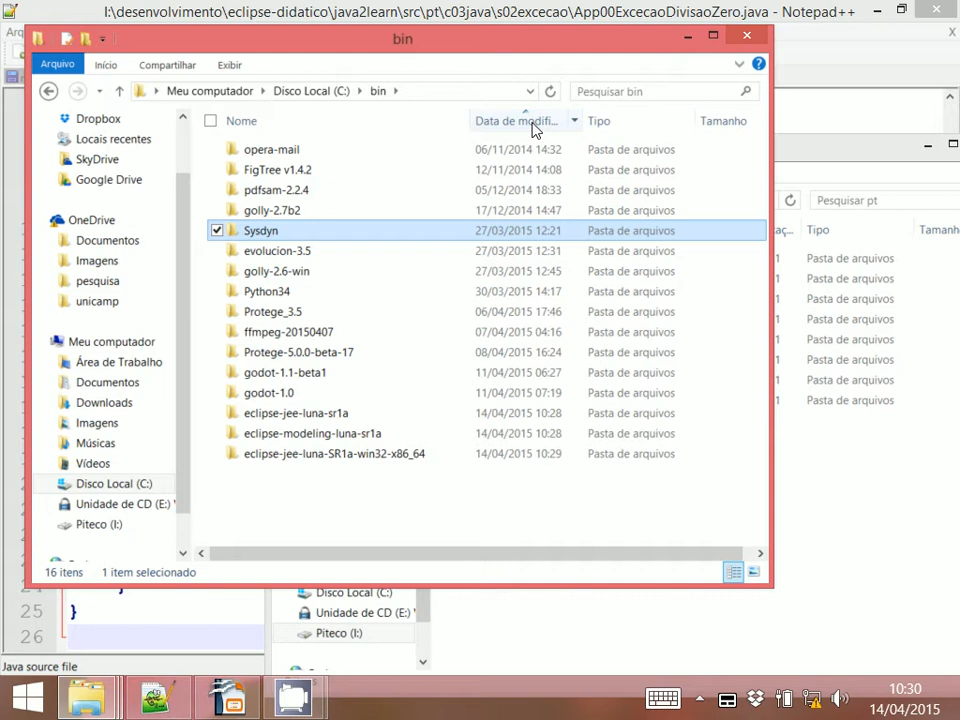 I:\desenvolvimento\eclipse-didatico\java2learn\src\pt\c03java\s02excecao\App00ExcecaoDivisaoZero.java - Notepad++
Arq
bin
Arquivo Início Compartilhar Exibir
Meu computador Disco Local (C:) bin
Pesquisar bin
Nome Data de modifi... Tipo Tamanho
opera-mail 06/11/2014 14:32 Pasta de arquivos
FigTree v1.4.2 12/11/2014 14:08 Pasta de arquivos
pdfsam-2.2.4 05/12/2014 18:33 Pasta de arquivos
golly-2.7b2 17/12/2014 14:47 Pasta de arquivos
Sysdyn 27/03/2015 12:21 Pasta de arquivos
evolucion-3.5 27/03/2015 12:31 Pasta de arquivos
golly-2.6-win 27/03/2015 12:45 Pasta de arquivos
Python34 30/03/2015 14:17 Pasta de arquivos
Protege_3.5 06/04/2015 17:46 Pasta de arquivos
ffmpeg-20150407 07/04/2015 04:16 Pasta de arquivos
Protege-5.0.0-beta-17 08/04/2015 16:24 Pasta de arquivos
godot-1.1-beta1 11/04/2015 06:27 Pasta de arquivos
godot-1.0 11/04/2015 07:19 Pasta de arquivos
eclipse-jee-luna-sr1a 14/04/2015 10:28 Pasta de arquivos
eclipse-modeling-luna-sr1a 14/04/2015 10:28 Pasta de arquivos
eclipse-jee-luna-SR1a-win32-x86_64 14/04/2015 10:29 Pasta de arquivos
Dropbox
Locais recentes
SkyDrive
Google Drive
OneDrive
Documentos
Imagens
pesquisa
unicamp
Meu computador
Área de Trabalho
Documentos
Downloads
Imagens
Músicas
Vídeos
Disco Local (C:)
Unidade de CD (E:) '
Piteco (I:)
16 itens 1 item selecionado
Pesquisar pt
aç... Tipo Tamanh
1 Pasta de arquivos
1 Pasta de arquivos
1 Pasta de arquivos
1 Pasta de arquivos
1 Pasta de arquivos
1 Pasta de arquivos
1 Pasta de arquivos
1 Pasta de arquivos
Disco Local (C:)
Unidade de CD (E:) '
Piteco (I:)
25 }
26
Java source file
10:30
14/04/2015